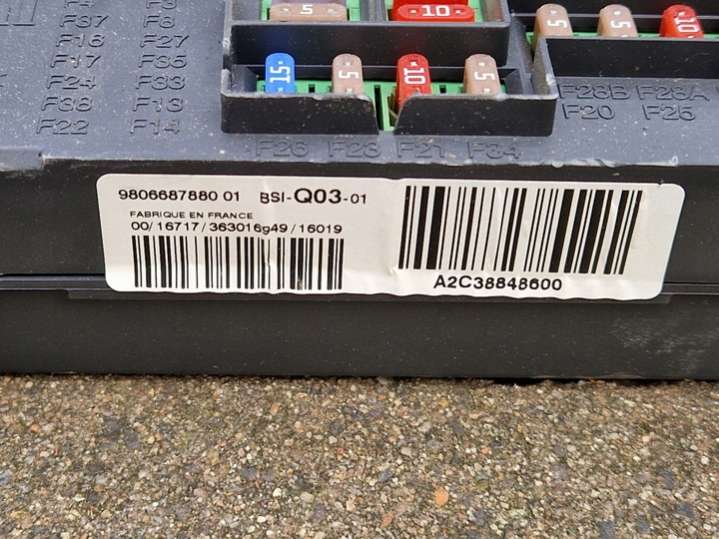 5
10
5
5
10
F4
F3
F37
F8
F16
F27
F17
F35
F24
F33
F38
F13
F22
F14
15
5
10
5
F28B
F28A
F20
F25
F26
F23
F21
F34
9806687880 01 BSI-Q03-01
FABRIQUE EN FRANCE
00/16717/363016g49/16019
A2C38848600